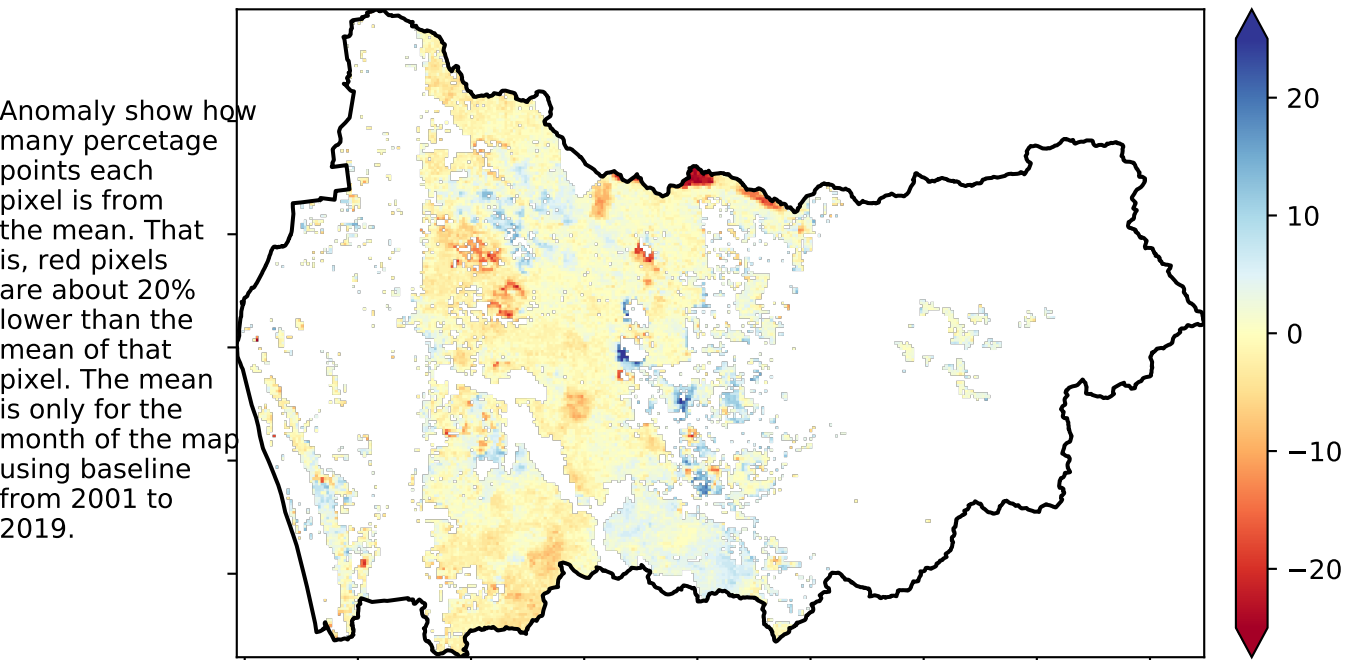 Anomaly show how
many percetage
points each
pixel is from
the mean. That
is, red pixels
are about 20%
lower than the
mean of that
pixel. The mean
is only for the
month of the map
using baseline
from 2001 to
2019.
20
10
0
−10
−20